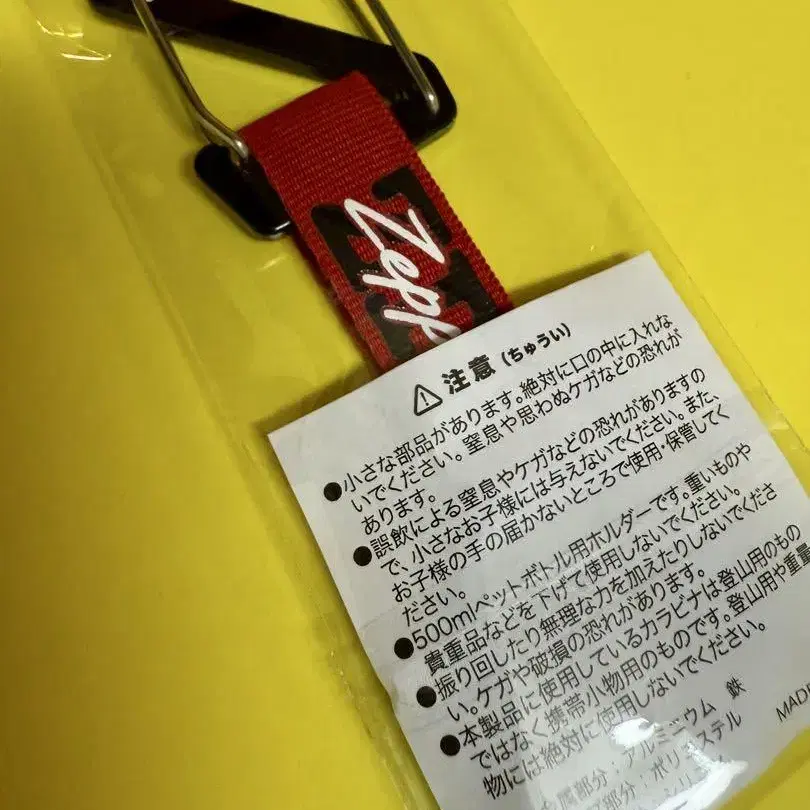 Zepp
注意（ちゅうい）
●小さな部品があります。絶対に口の中に入れな
いでください。窒息や思わぬケガなどの恐れが
あります。
●誤飲による窒息やケガなどの恐れがありますの
で、小さなお子様には与えないでください。また、
お子様の手の届かないところで使用・保管してく
ださい。
●500mlペットボトル用ホルダーです。重いものや
貴重品などを下げて使用しないでください。
●振り回したり無理な力を加えたりしないでくださ
い。ケガや破損の恐れがあります。
●本製品に使用しているカラビナは登山用のもの
ではなく携帯小物用のものです。登山用や重量
物には絶対に使用しないでください。
部分：アルミニウム 鉄
部分：ポリエステル
MADE